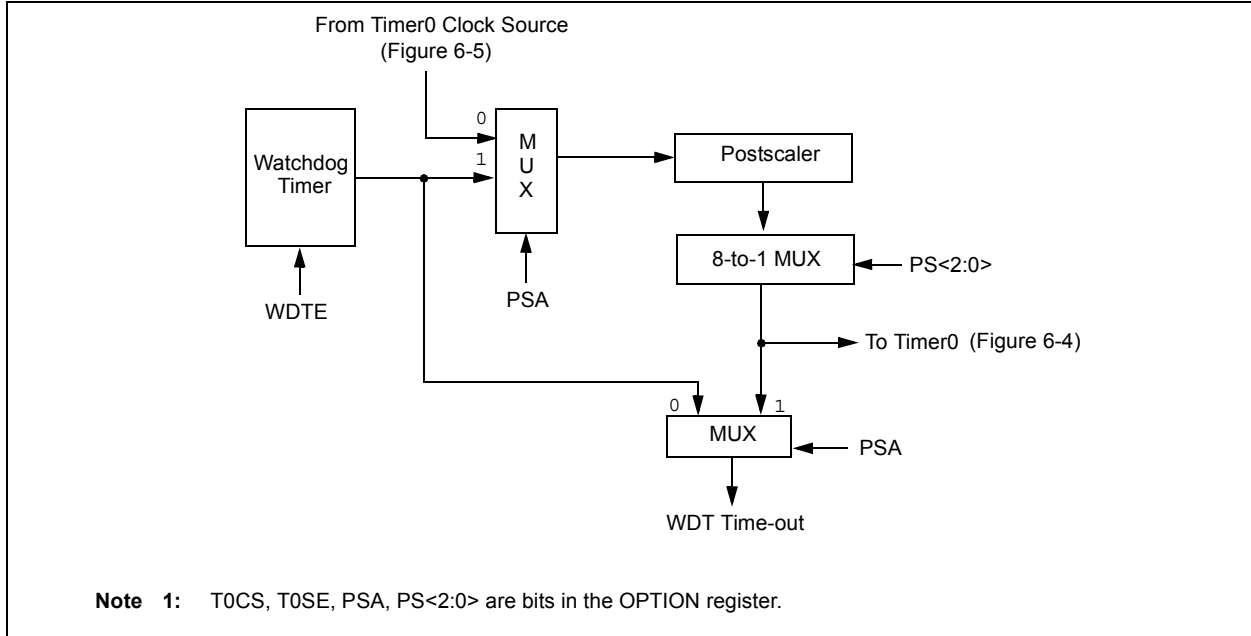 From Timer0 Clock Source
(Figure 6-5)
0
1
M
U
X
Watchdog
Timer
Postscaler
8-to-1 MUX
PS<2:0>
WDTE
PSA
To Timer0 (Figure 6-4)
0
1
MUX
PSA
WDT Time-out
Note 1: T0CS, T0SE, PSA, PS<2:0> are bits in the OPTION register.